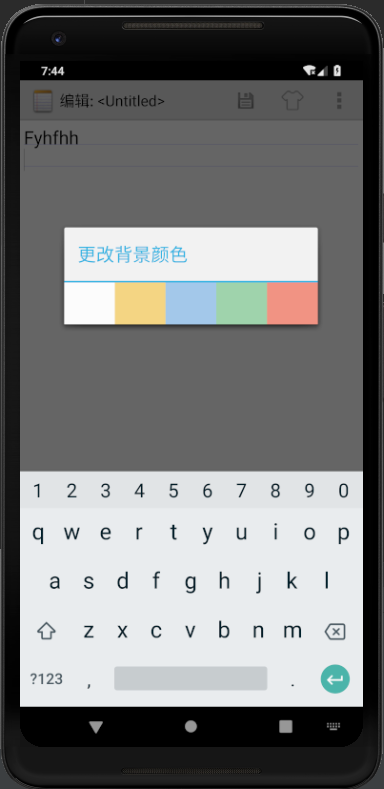 7:44
编辑: <Untitled>
Fyhfhh
更改背景颜色
1 2 3 4 5 6 7 8 9 0
q w e r t y u i o p
a s d f g h j k l
z x c v b n m
?123 , .